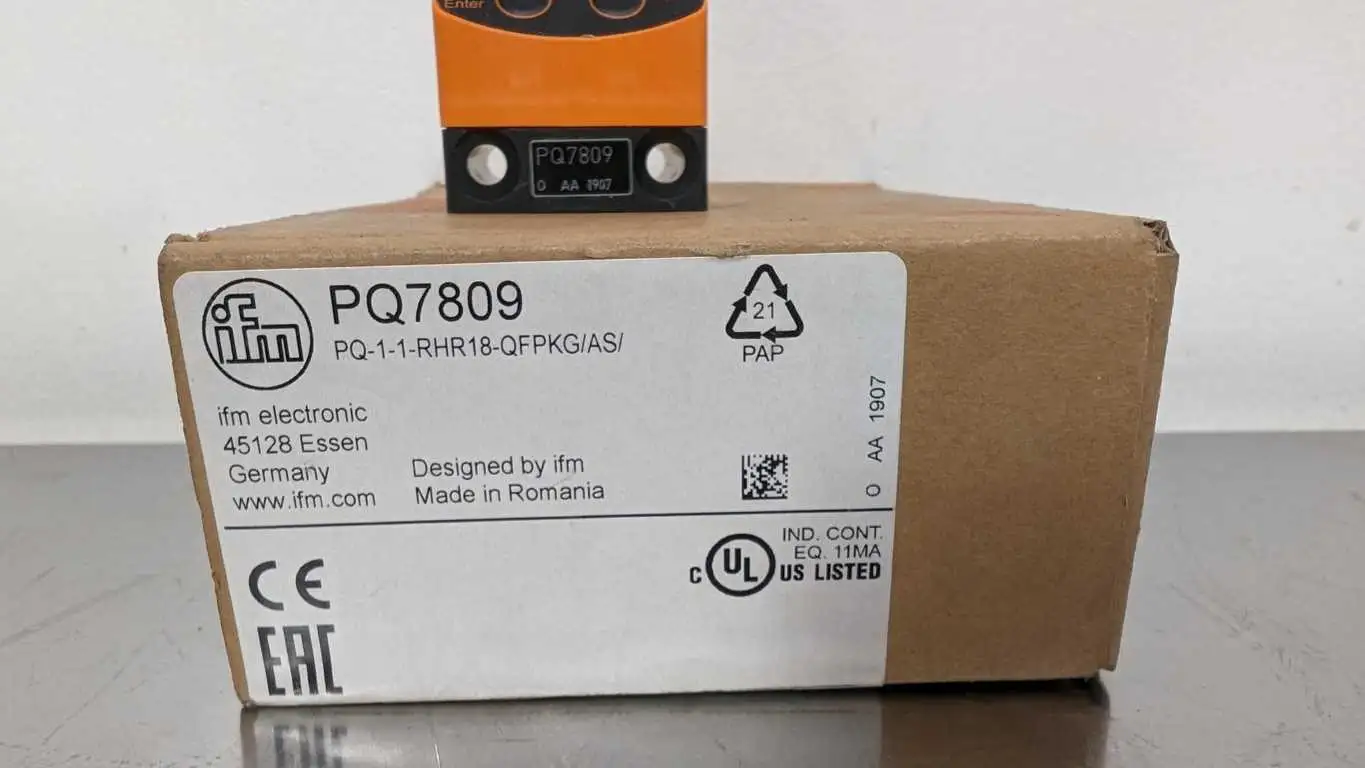 Enter
PQ7809
O AA 1907
ifm
PQ7809
PQ-1-1-RHR18-QFPKG/AS/
21
PAP
ifm electronic
45128 Essen
Germany
www.ifm.com
Designed by ifm
Made in Romania
O AA 1907
CE
EAC
C UL US LISTED
IND. CONT.
EQ. 11MA